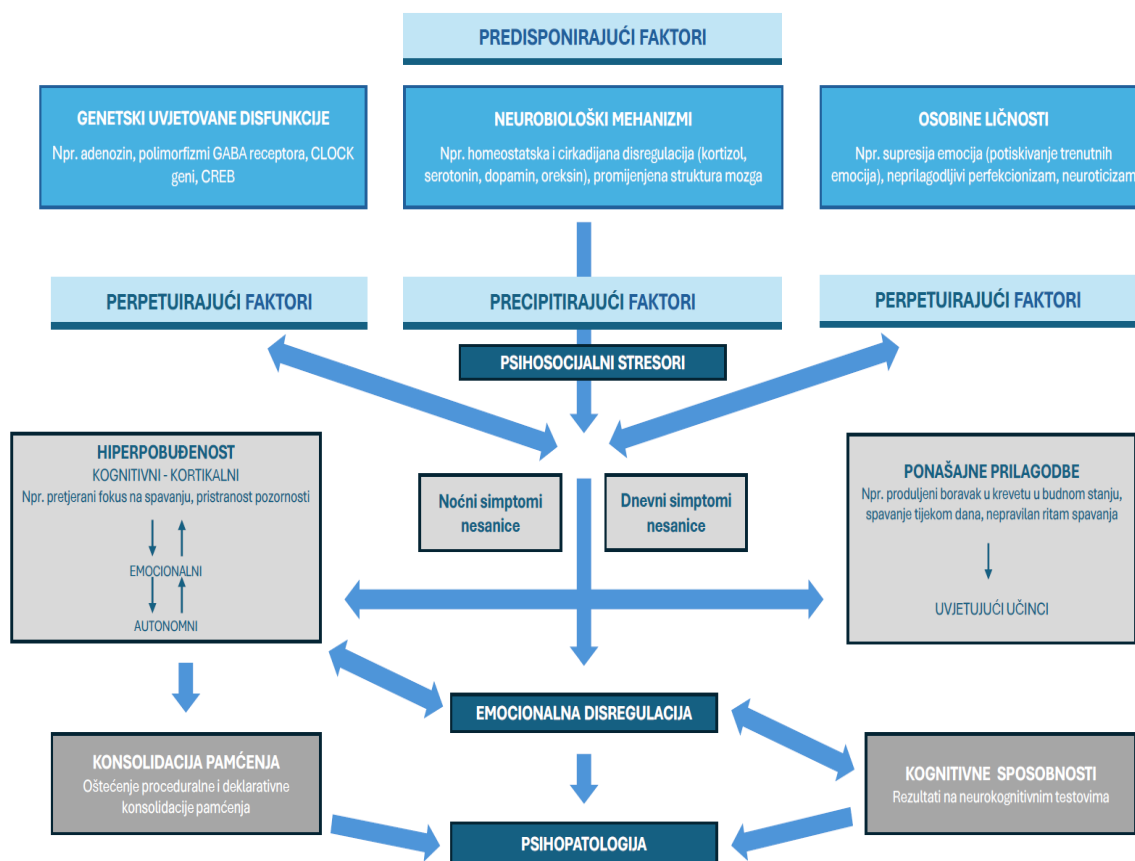 PREDISPONIRAJUĆI FAKTORI
GENETSKI UVJETOVANE DISFUNKCIJE
Npr. adenozin, polimorfizmi GABA receptora, CLOCK
geni, CREB
NEUROBIOLOŠKI MEHANIZMI
Npr. homeostatska i cirkadijana disregulacija (kortizol,
serotonin, dopamin, oreksin), promijenjena struktura mozga
OSOBINE LIČNOSTI
Npr. supresija emocija (potiskivanje trenutnih
emocija), neprilagodljivi perfekcionizam, neuroticizam
PERPETUIRAJUĆI FAKTORI
PRECIPITIRAJUĆI FAKTORI
PERPETUIRAJUĆI FAKTORI
PSIHOSOCIJALNI STRESORI
HIPERPOBUĐENOST
KOGNITIVNI - KORTIKALNI
Npr. pretjerani fokus na spavanju, pristranost pozornosti
EMOCIONALNI
AUTONOMNI
Noćni simptomi
nesanice
Dnevni simptomi
nesanice
PONAŠAJNE PRILAGODBE
Npr. produljeni boravak u krevetu u budnom stanju,
spavanje tijekom dana, nepravilan ritam spavanja
UVJETUJUĆI UČINCI
EMOCIONALNA DISREGULACIJA
KONSOLIDACIJA PAMĆENJA
Oštećenje proceduralne i deklarativne
konsolidacije pamćenja
KOGNITIVNE SPOSOBNOSTI
Rezultati na neurokognitivnim testovima
PSIHOPATOLOGIJA